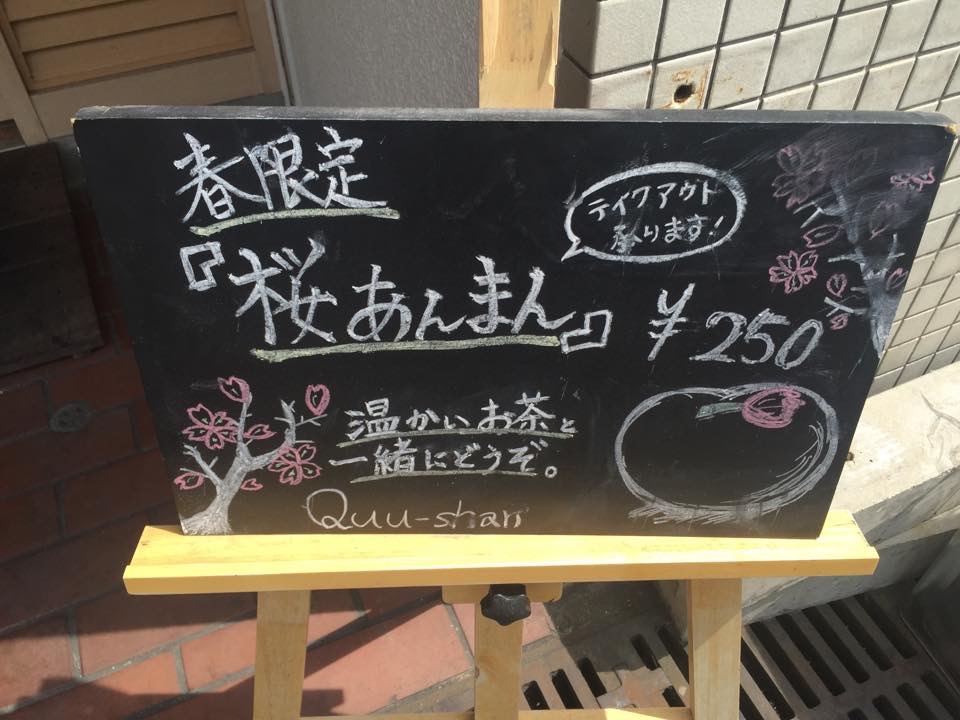 春限定
テイクアウト
承ります!
『桜あんまん』
¥250
温かいお茶と
一緒にどうぞ。
Quu-shan